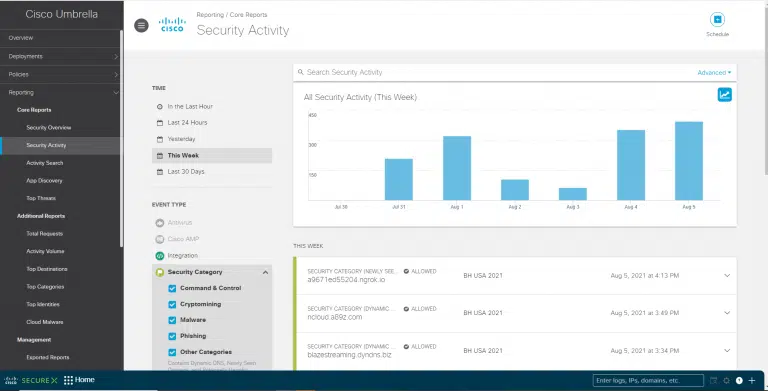 Cisco Umbrella
Overview
Deployments
Policies
Reporting
Core Reports
Security Overview
Security Activity
Activity Search
App Discovery
Top Threats
Additional Reports
Total Requests
Activity Volume
Top Destinations
Top Categories
Top Identities
Cloud Malware
Management
Exported Reports
CISCO
Reporting / Core Reports
Security Activity
Schedule
TIME
In the Last Hour
Last 24 Hours
Yesterday
This Week
Last 30 Days
EVENT TYPE
Antivirus
Cisco AMP
Integration
Security Category
Command & Control
Cryptomining
Malware
Phishing
Other Categories
Contains Dynamic DNS, Newly Seen
Search Security Activity
Advanced
All Security Activity (This Week)
450
300
150
Jul 30 Jul 31 Aug 1 Aug 2 Aug 3 Aug 4 Aug 5
THIS WEEK
SECURITY CATEGORY (NEWLY SEE... ALLOWED
a9671ed55204.ngrok.io
BH USA 2021
Aug 5, 2021 at 4:13 PM
SECURITY CATEGORY (DYNAMIC ... ALLOWED
ncloud.a89z.com
BH USA 2021
Aug 5, 2021 at 3:49 PM
SECURITY CATEGORY (DYNAMIC ... ALLOWED
blazestreaming.dyndns.biz
BH USA 2021
Aug 5, 2021 at 3:34 PM
CISCO SECUREX Home
Enter logs, IPs, domains, etc.